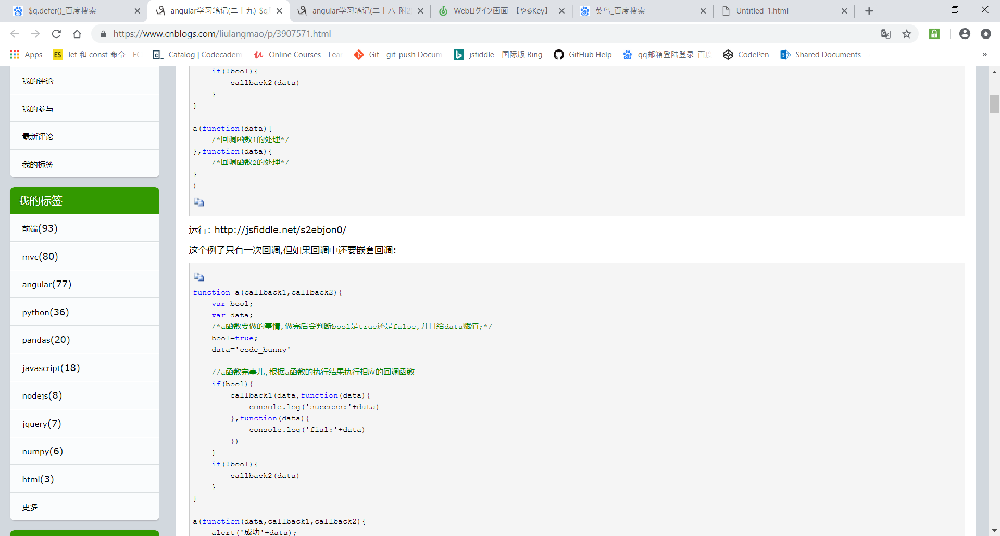 $q.defer()_百度搜索
angular学习笔记(二十九)-$q
angular学习笔记(二十八-附2
Webログイン画面 -【やるKey】
菜鸟_百度搜索
Untitled-1.html
https://www.cnblogs.com/liulangmao/p/3907571.html
Apps
ES
let 和 const 命令 - EC
Catalog | Codecadem
Online Courses - Lear
Git - git-push Docum
jsfiddle - 国际版 Bing
GitHub Help
qq邮箱登陆登录_百度
CodePen
Shared Documents -
»
我的评论
我的参与
最新评论
我的标签
我的标签
前端(93)
mvc(80)
angular(77)
python(36)
pandas(20)
javascript(18)
nodejs(8)
jquery(7)
numpy(6)
html(3)
更多
if(!bool){
callback2(data)
}
}
a(function(data){
/*回调函数1的处理*/
},function(data){
/*回调函数2的处理*/
}
)
运行: http://jsfiddle.net/s2ebjon0/
这个例子只有一次回调,但如果回调中还要嵌套回调:
function a(callback1,callback2){
var bool;
var data;
/*a函数要做的事情,做完后会判断bool是true还是false,并且给data赋值;*/
bool=true;
data='code_bunny'
//a函数完事儿,根据a函数的执行结果执行相应的回调函数
if(bool){
callback1(data,function(data){
console.log('success:'+data)
},function(data){
console.log('fial:'+data)
})
}
if(!bool){
callback2(data)
}
}
a(function(data,callback1,callback2){
alert('成功'+data);